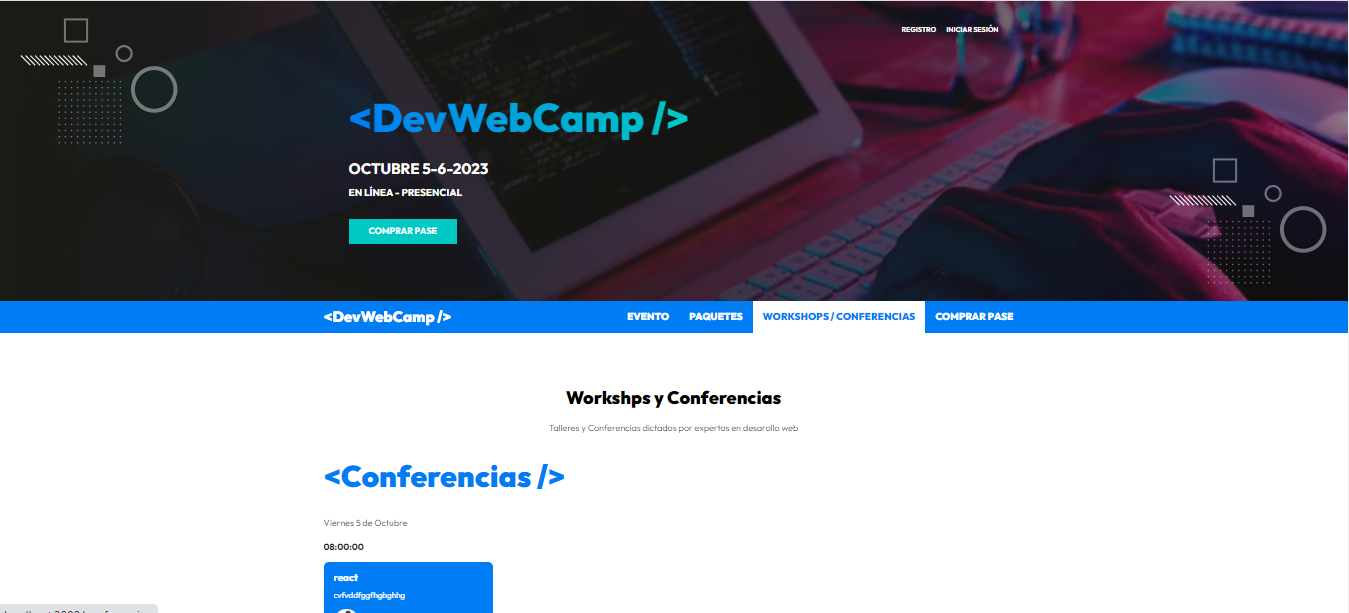 REGISTRO INICIAR SESIÓN
<DevWebCamp />
OCTUBRE 5-6-2023
EN LÍNEA - PRESENCIAL
COMPRAR PASE
<DevWebCamp /> EVENTO PAQUETES WORKSHOPS / CONFERENCIAS COMPRAR PASE
Workshps y Conferencias
Talleres y Conferencias dictados por expertos en desarollo web
<Conferencias />
Viernes 5 de Octubre
08:00:00
react
cvfvddfggfhgbghhg